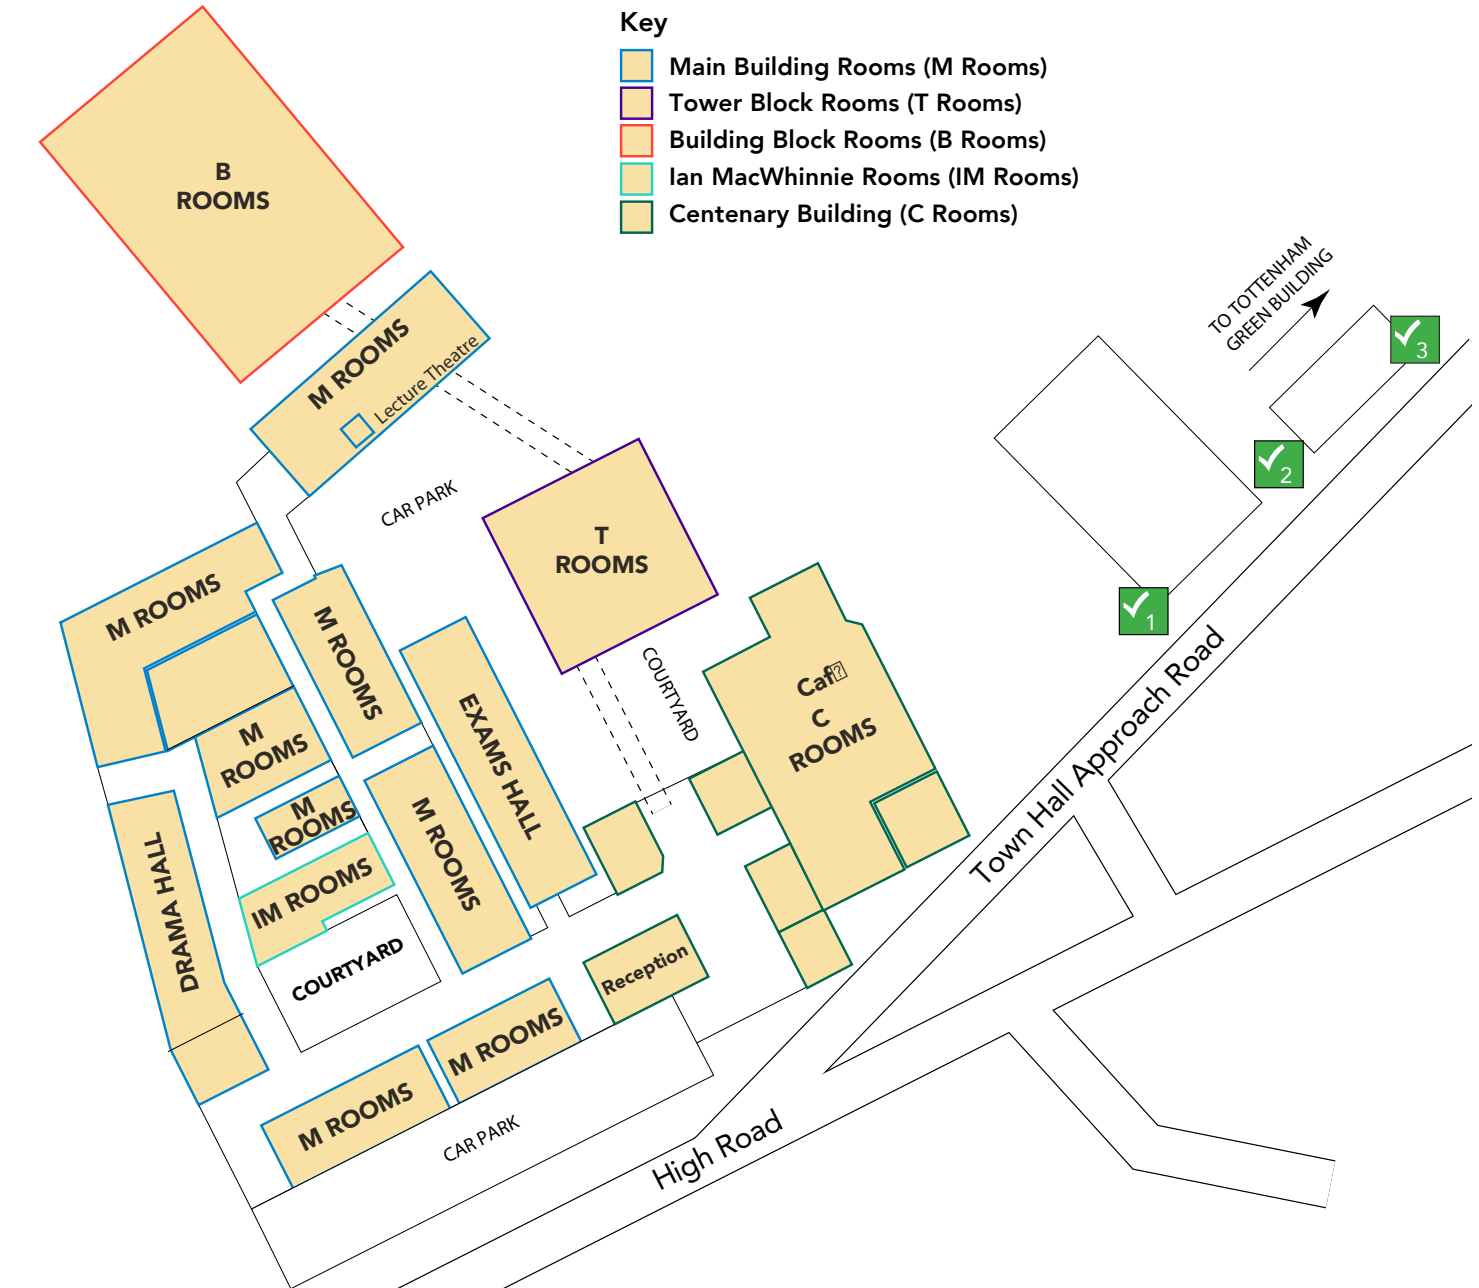 Key
Main Building Rooms (M Rooms)
Tower Block Rooms (T Rooms)
Building Block Rooms (B Rooms)
Ian MacWhinnie Rooms (IM Rooms)
Centenary Building (C Rooms)
B
ROOMS
TO TOTTENHAM
GREEN BUILDING
3
2
1
M ROOMS
Lecture Theatre
CAR PARK
T
ROOMS
M ROOMS
M ROOMS
COURTYARD
Caf
C
ROOMS
Town Hall Approach Road
EXAMS HALL
M
ROOMS
M
ROOMS
M ROOMS
DRAMA HALL
IM ROOMS
COURTYARD
Reception
M ROOMS
M ROOMS
CAR PARK
High Road